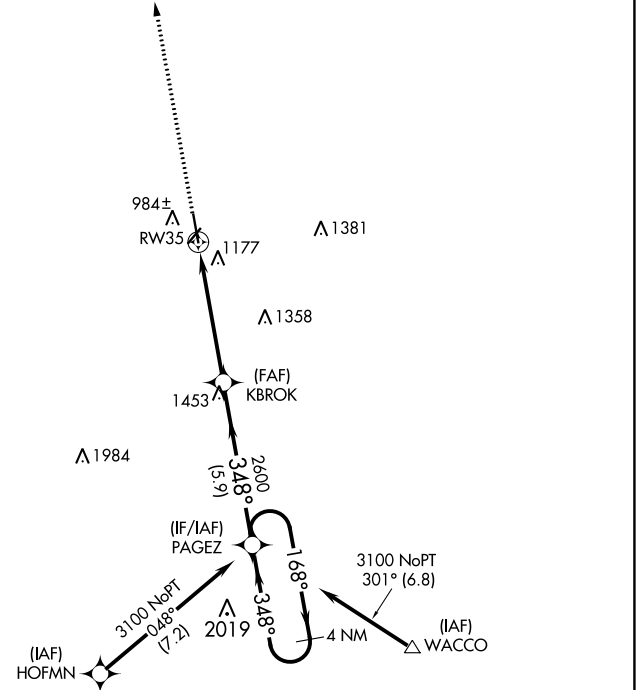 984±
RW35
1177
1381
1358
(FAF)
KBROK
1453
1984
2600
348°
(5.9)
(IF/IAF)
PAGEZ
168°
348°
4 NM
3100 NoPT
301° (6.8)
(IAF)
WACCO
3100 NoPT
048°
(7.2)
2019
(IAF)
HOFMN